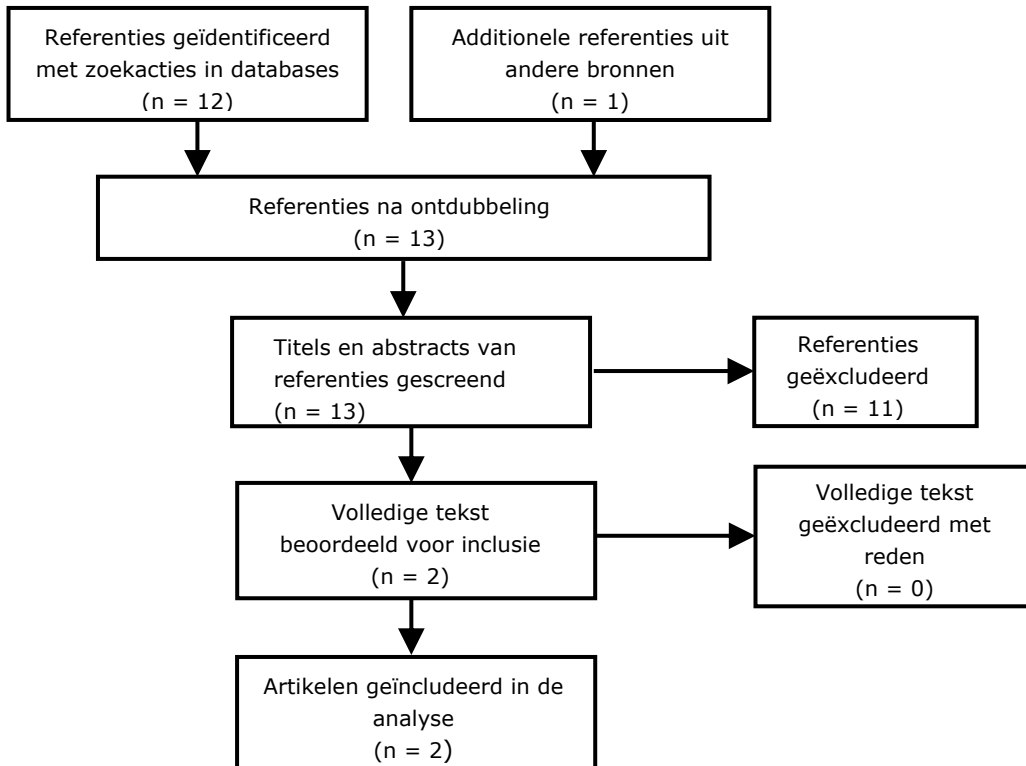 Referenties geïdentificeerd
met zoekacties in databases
(n = 12)
Additionele referenties uit
andere bronnen
(n = 1)
Referenties na ontdubbeling
(n = 13)
Titels en abstracts van
referenties gescreend
(n = 13)
Referenties
geëxcludeerd
(n = 11)
Volledige tekst
beoordeeld voor inclusie
(n = 2)
Volledige tekst
geëxcludeerd met
reden
(n = 0)
Artikelen geïncludeerd in de
analyse
(n = 2)